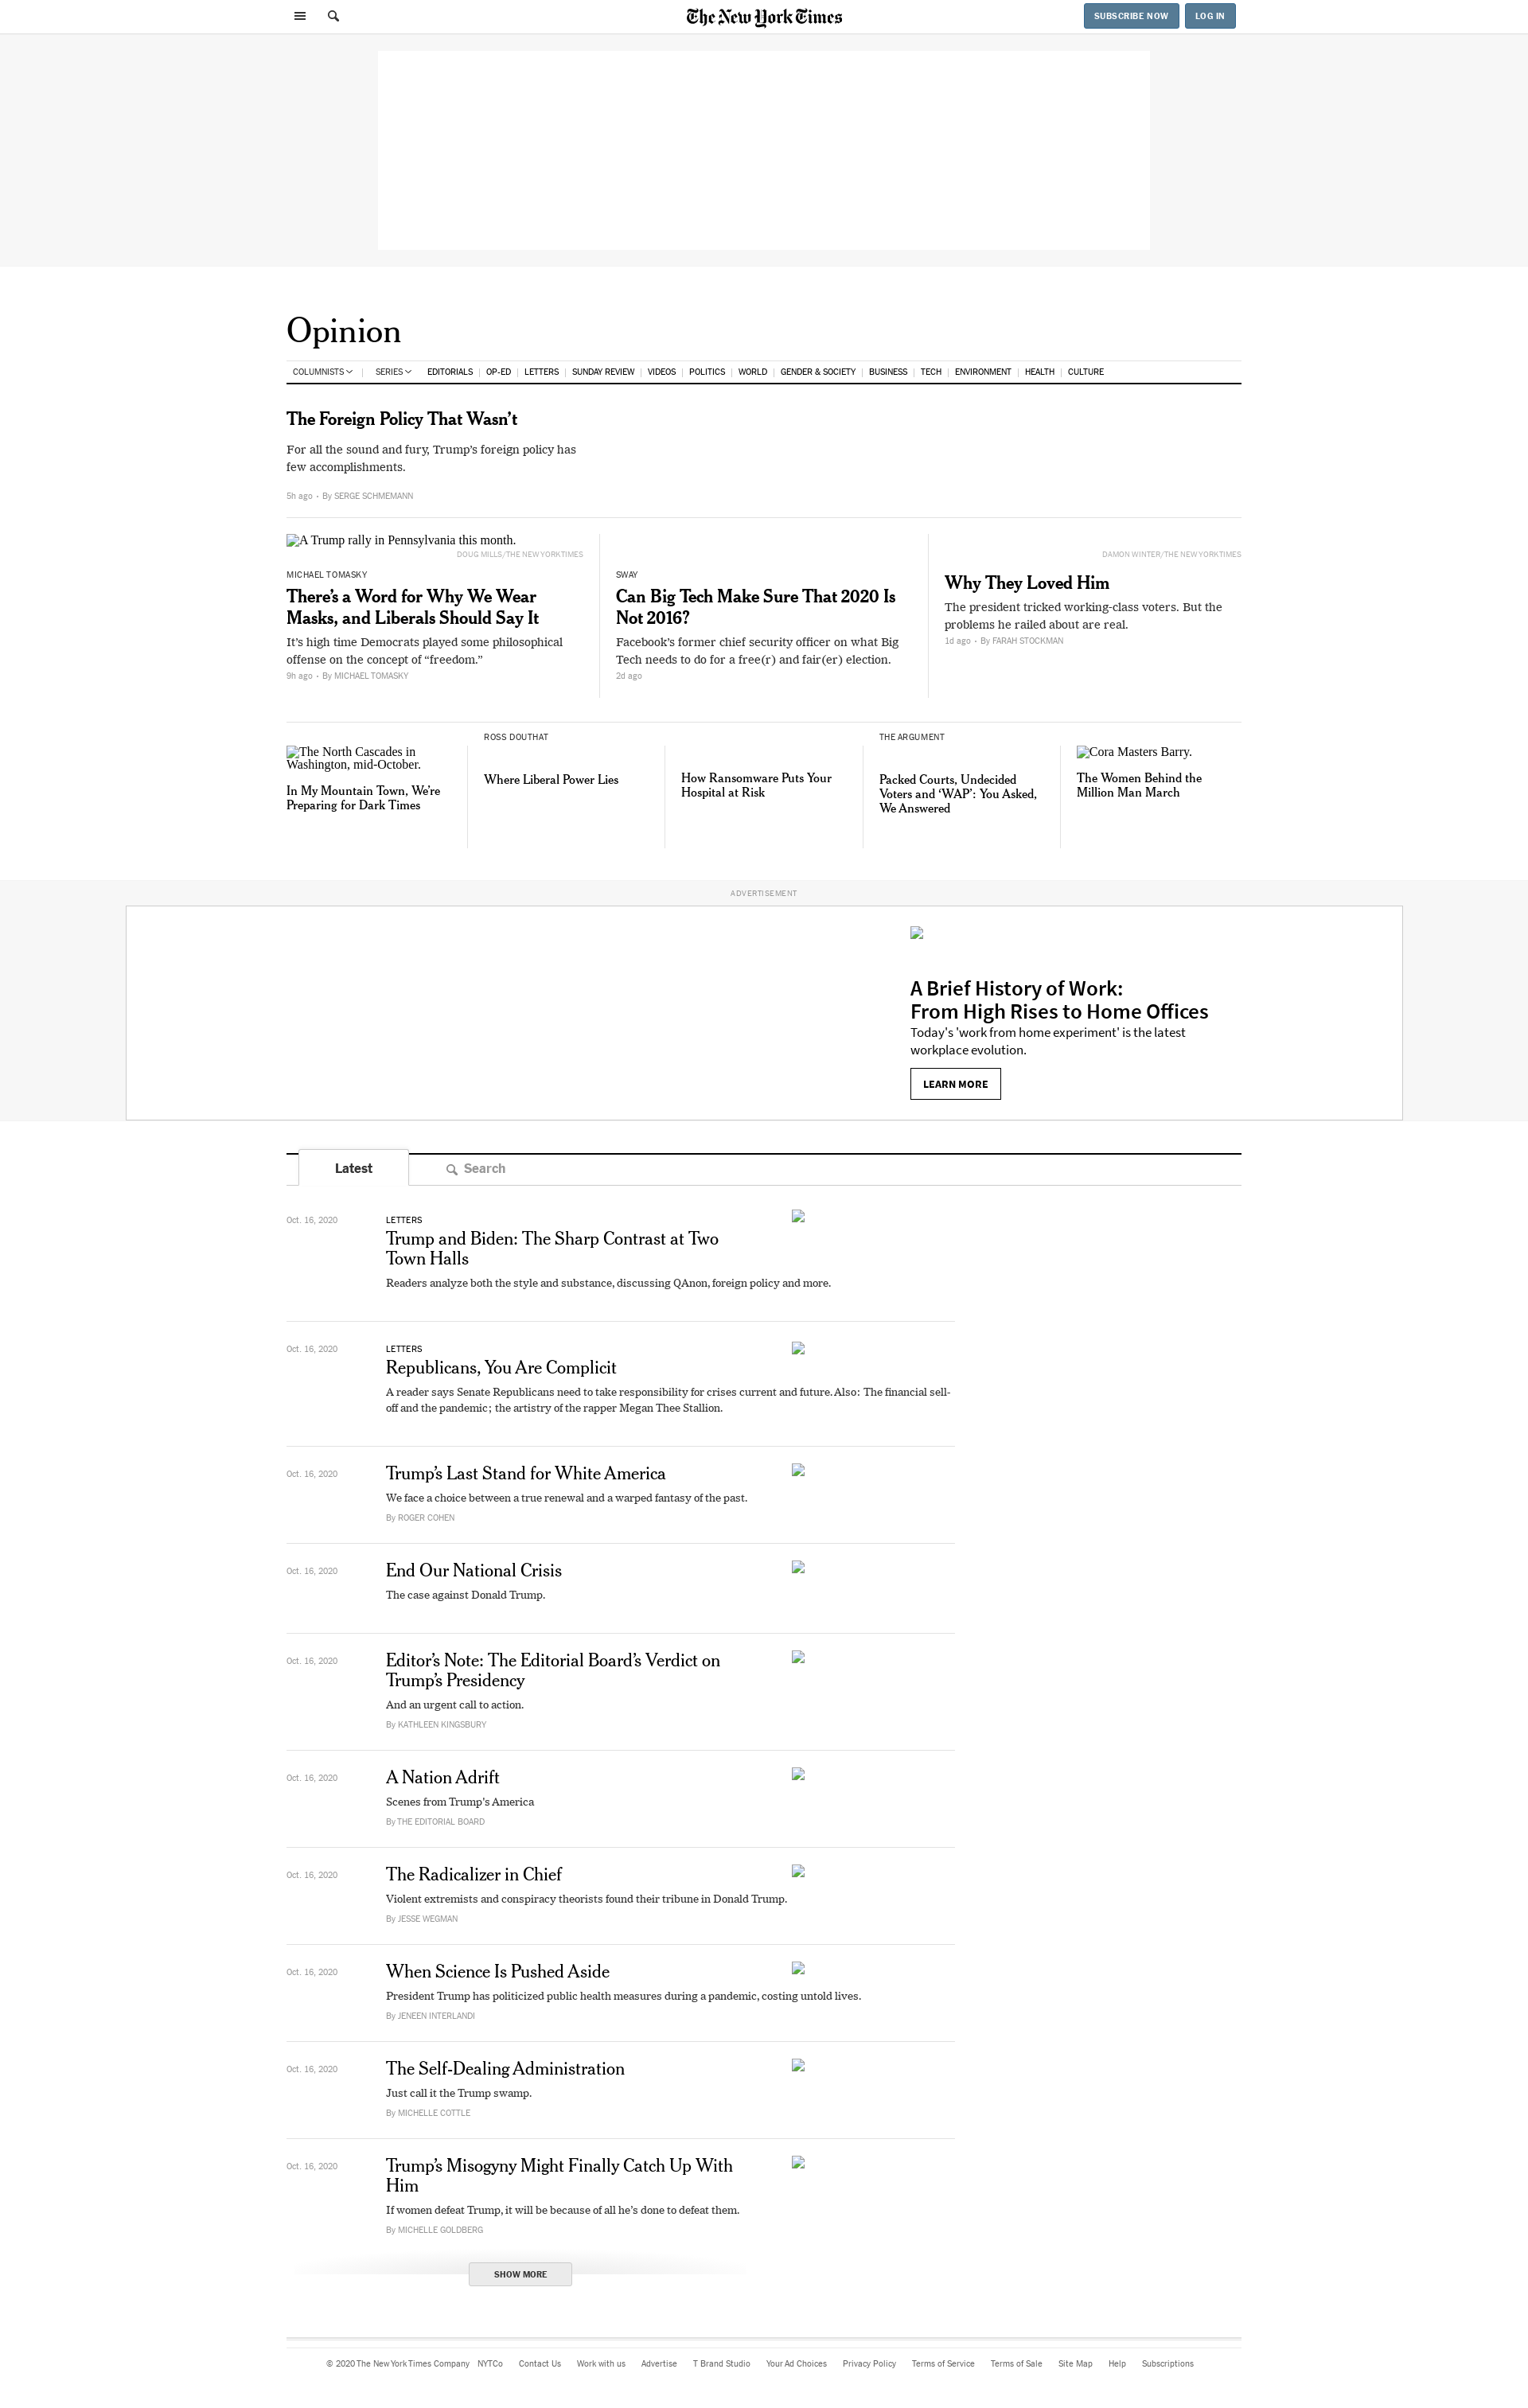 The New York Times
SUBSCRIBE NOW
LOG IN
Opinion
COLUMNISTS
SERIES
EDITORIALS
OP-ED
LETTERS
SUNDAY REVIEW
VIDEOS
POLITICS
WORLD
GENDER & SOCIETY
BUSINESS
TECH
ENVIRONMENT
HEALTH
CULTURE
The Foreign Policy That Wasn’t
For all the sound and fury, Trump’s foreign policy has
few accomplishments.
5h ago · By SERGE SCHMEMANN
A Trump rally in Pennsylvania this month.
DOUG MILLS/THE NEW YORK TIMES
MICHAEL TOMASKY
There’s a Word for Why We Wear
Masks, and Liberals Should Say It
It’s high time Democrats played some philosophical
offense on the concept of “freedom.”
9h ago · By MICHAEL TOMASKY
SWAY
Can Big Tech Make Sure That 2020 Is
Not 2016?
Facebook’s former chief security officer on what Big
Tech needs to do for a free(r) and fair(er) election.
2d ago
DAMON WINTER/THE NEW YORK TIMES
Why They Loved Him
The president tricked working-class voters. But the
problems he railed about are real.
1d ago · By FARAH STOCKMAN
The North Cascades in
Washington, mid-October.
In My Mountain Town, We’re
Preparing for Dark Times
ROSS DOUTHAT
Where Liberal Power Lies
How Ransomware Puts Your
Hospital at Risk
THE ARGUMENT
Packed Courts, Undecided
Voters and ‘WAP’: You Asked,
We Answered
Cora Masters Barry.
The Women Behind the
Million Man March
ADVERTISEMENT
A Brief History of Work:
From High Rises to Home Offices
Today's 'work from home experiment' is the latest
workplace evolution.
LEARN MORE
Latest
Search
Oct. 16, 2020
LETTERS
Trump and Biden: The Sharp Contrast at Two
Town Halls
Readers analyze both the style and substance, discussing QAnon, foreign policy and more.
Oct. 16, 2020
LETTERS
Republicans, You Are Complicit
A reader says Senate Republicans need to take responsibility for crises current and future. Also: The financial sell-
off and the pandemic; the artistry of the rapper Megan Thee Stallion.
Oct. 16, 2020
Trump’s Last Stand for White America
We face a choice between a true renewal and a warped fantasy of the past.
By ROGER COHEN
Oct. 16, 2020
End Our National Crisis
The case against Donald Trump.
Oct. 16, 2020
Editor’s Note: The Editorial Board’s Verdict on
Trump’s Presidency
And an urgent call to action.
By KATHLEEN KINGSBURY
Oct. 16, 2020
A Nation Adrift
Scenes from Trump’s America
By THE EDITORIAL BOARD
Oct. 16, 2020
The Radicalizer in Chief
Violent extremists and conspiracy theorists found their tribune in Donald Trump.
By JESSE WEGMAN
Oct. 16, 2020
When Science Is Pushed Aside
President Trump has politicized public health measures during a pandemic, costing untold lives.
By JENEEN INTERLANDI
Oct. 16, 2020
The Self-Dealing Administration
Just call it the Trump swamp.
By MICHELLE COTTLE
Oct. 16, 2020
Trump’s Misogyny Might Finally Catch Up With
Him
If women defeat Trump, it will be because of all he’s done to defeat them.
By MICHELLE GOLDBERG
SHOW MORE
© 2020 The New York Times Company NYTCo Contact Us Work with us Advertise T Brand Studio Your Ad Choices Privacy Policy Terms of Service Terms of Sale Site Map Help Subscriptions